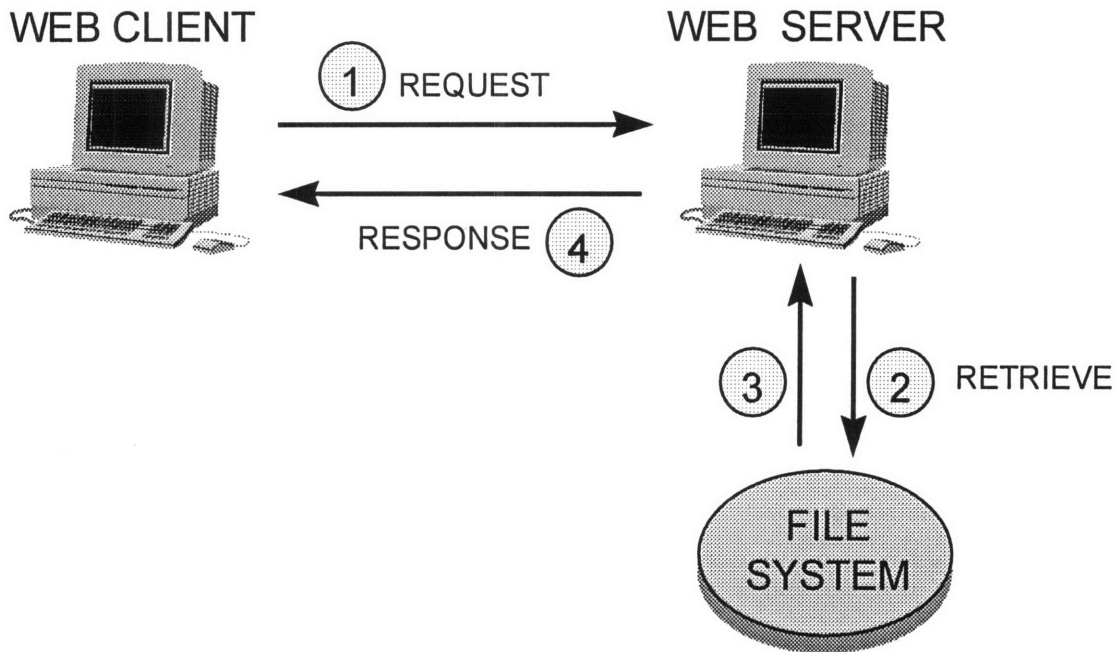 WEB CLIENT
WEB SERVER
1 REQUEST
RESPONSE 4
3
2 RETRIEVE
FILE
SYSTEM